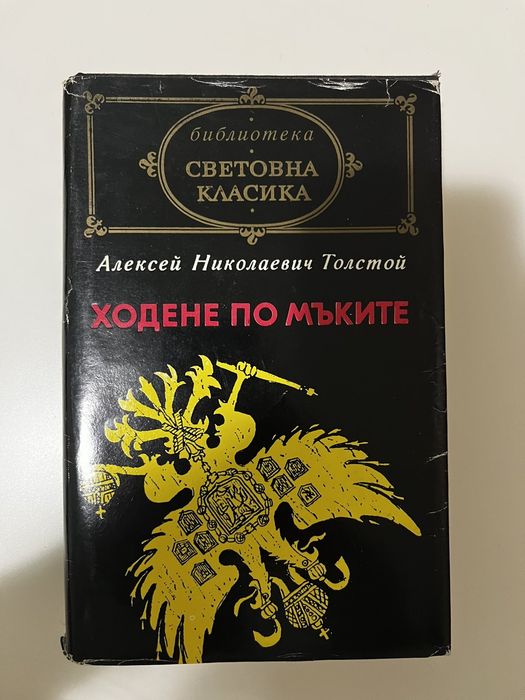 библиотека
СВЕТОВНА
КЛАСИКА
Алексей Николаевич Толстой
ХОДЕНЕ ПО МЪКИТЕ